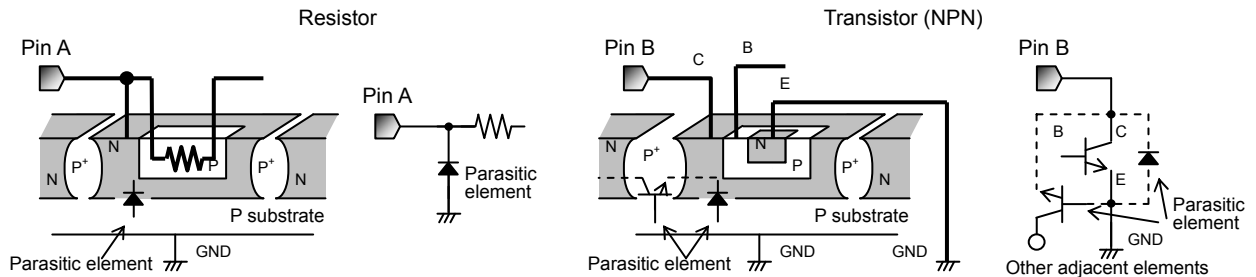 Resistor
Transistor (NPN)
Pin A
Pin A
N
P+
N
P
P+
N
Parasitic element
P substrate
GND
Parasitic element
Pin B
C
B
E
N
P+
N
P
P+
N
P substrate
GND
GND
Parasitic element
Pin B
B
C
E
Parasitic element
GND
Other adjacent elements